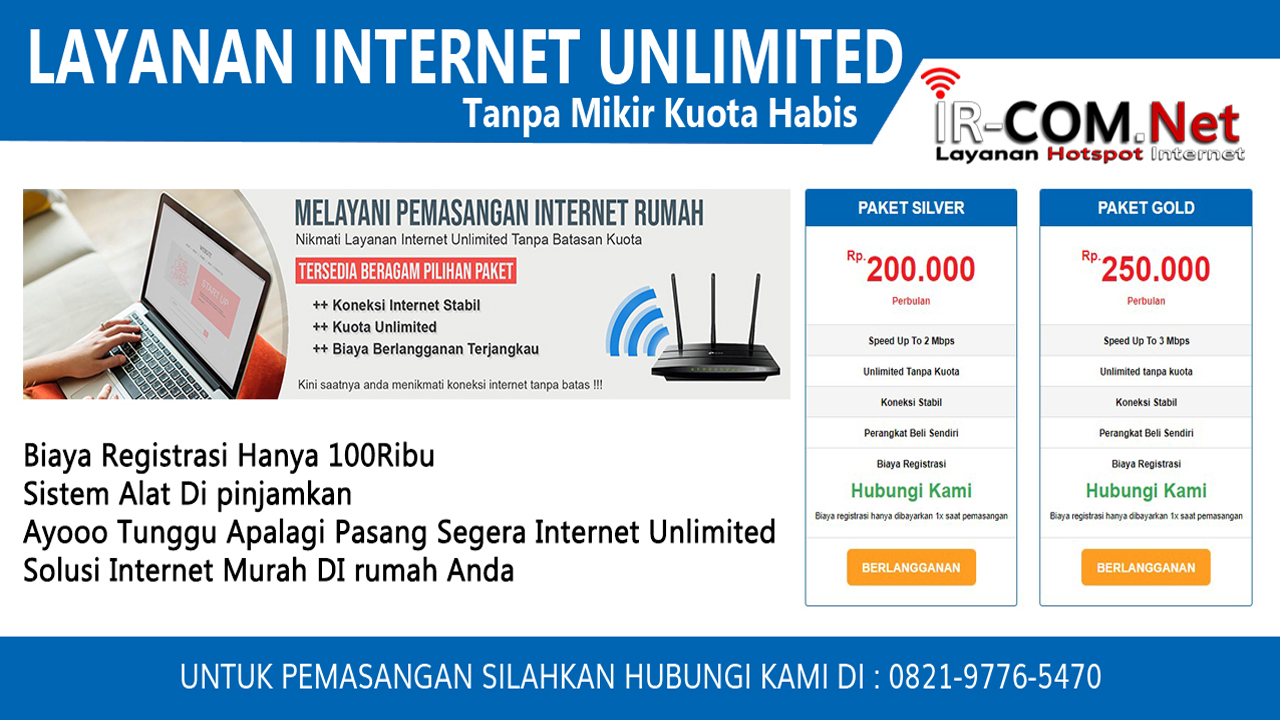 LAYANAN INTERNET UNLIMITED
Tanpa Mikir Kuota Habis
IR-COM.Net
Layanan Hotspot Internet
MELAYANI PEMASANGAN INTERNET RUMAH
Nikmati Layanan Internet Unlimited Tanpa Batasan Kuota
TERSEDIA BERAGAM PILIHAN PAKET
++ Koneksi Internet Stabil
++ Kuota Unlimited
++ Biaya Berlangganan Terjangkau
Kini saatnya anda menikmati koneksi internet tanpa batas !!!
START UP
Biaya Registrasi Hanya 100Ribu
Sistem Alat Di pinjamkan
Ayooo Tunggu Apalagi Pasang Segera Internet Unlimited
Solusi Internet Murah DI rumah Anda
PAKET SILVER
Rp.200.000
Perbulan
Speed Up To 2 Mbps
Unlimited Tanpa Kuota
Koneksi Stabil
Perangkat Beli Sendiri
Biaya Registrasi
Hubungi Kami
Biaya registrasi hanya dibayarkan 1x saat pemasangan
BERLANGGANAN
PAKET GOLD
Rp.250.000
Perbulan
Speed Up To 3 Mbps
Unlimited tanpa kuota
Koneksi Stabil
Perangkat Beli Sendiri
Biaya Registrasi
Hubungi Kami
Biaya registrasi hanya dibayarkan 1x saat pemasangan
BERLANGGANAN
UNTUK PEMASANGAN SILAHKAN HUBUNGI KAMI DI : 0821-9776-5470